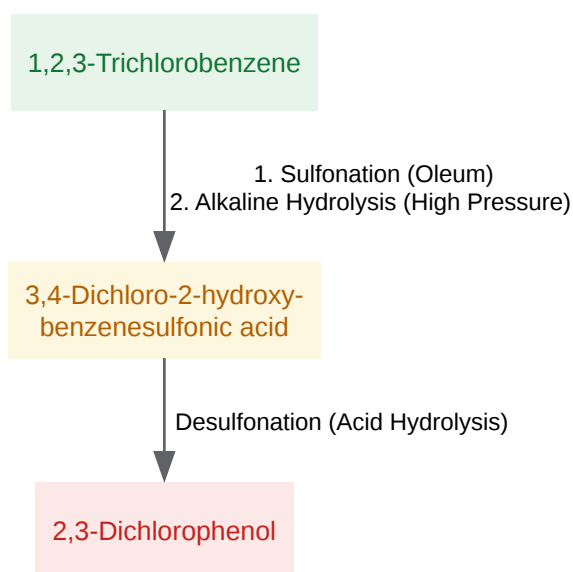 1,2,3-Trichlorobenzene
1. Sulfonation (Oleum)
2. Alkaline Hydrolysis (High Pressure)
3,4-Dichloro-2-hydroxy-
benzenesulfonic acid
Desulfonation (Acid Hydrolysis)
2,3-Dichlorophenol